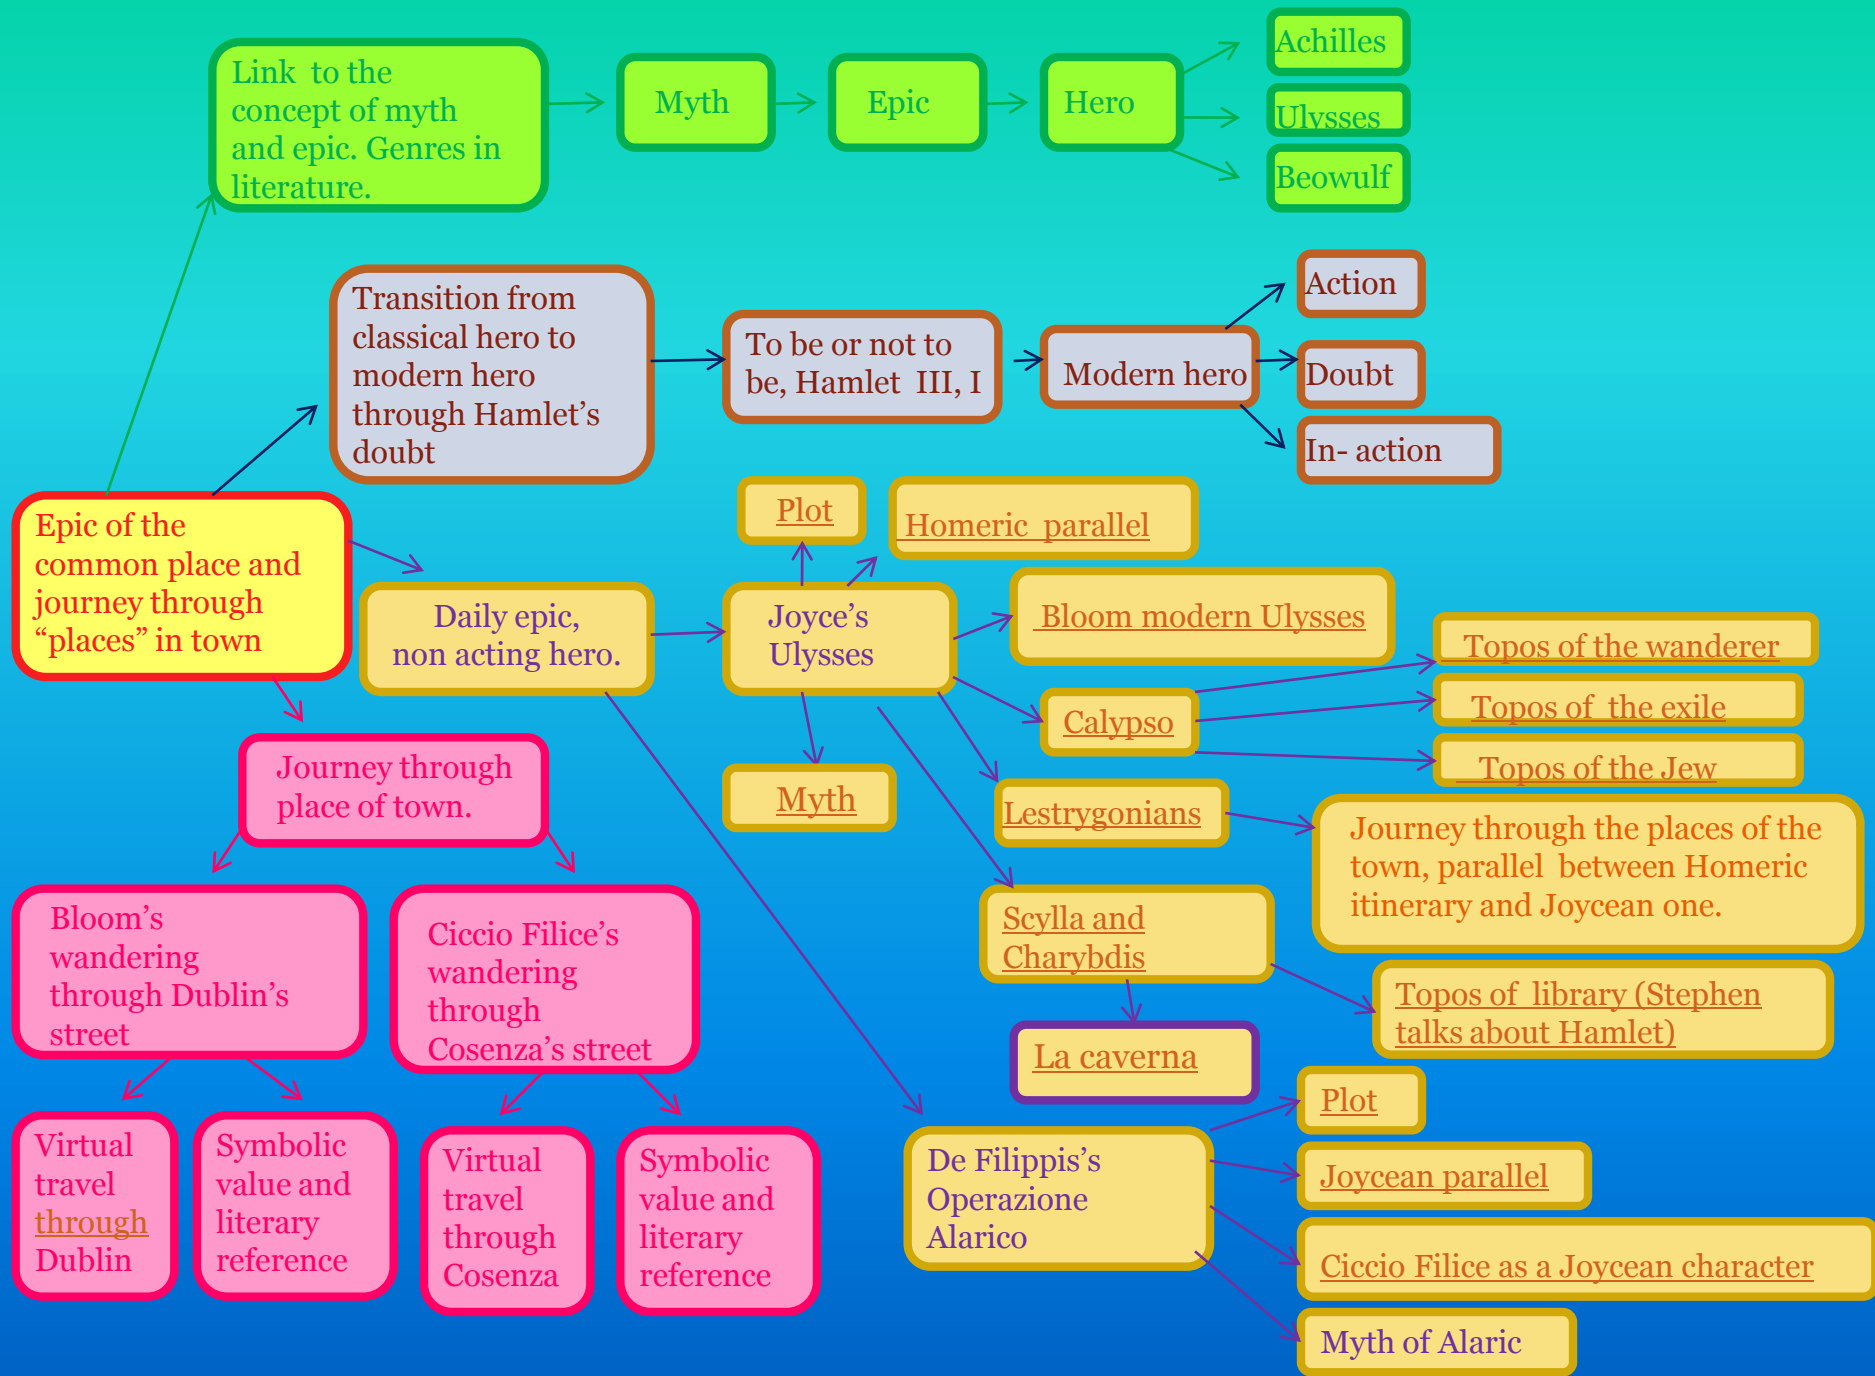 Link  to the
concept of myth
and epic. Genres in
literature.
Myth
Epic
Hero
Achilles
Ulysses
Beowulf
Transition from
classical hero to
modern hero
through Hamlet's
doubt
To be or not to
be, Hamlet  III, I
Modern hero
Action
Doubt
In- action
Epic of the
common place and
journey through
“places” in town
Daily epic,
non acting hero.
Joyce's
Ulysses
Plot
Homeric  parallel
Bloom modern Ulysses
Calypso
Topos of the wanderer
Topos of  the exile
Topos of the Jew
Myth
Lestrygonians
Journey through the places of the
town, parallel  between Homeric
itinerary and Joycean one.
Scylla and
Charybdis
Topos of  library (Stephen
talks about Hamlet)
La caverna
Journey through
place of town.
Bloom's
wandering
through Dublin's
street
Ciccio Filice's
wandering
through
Cosenza's street
Virtual
travel
through
Dublin
Symbolic
value and
literary
reference
Virtual
travel
through
Cosenza
Symbolic
value and
literary
reference
De Filippis's
Operazione
Alarico
Plot
Joycean parallel
Ciccio Filice as a Joycean character
Myth of Alaric